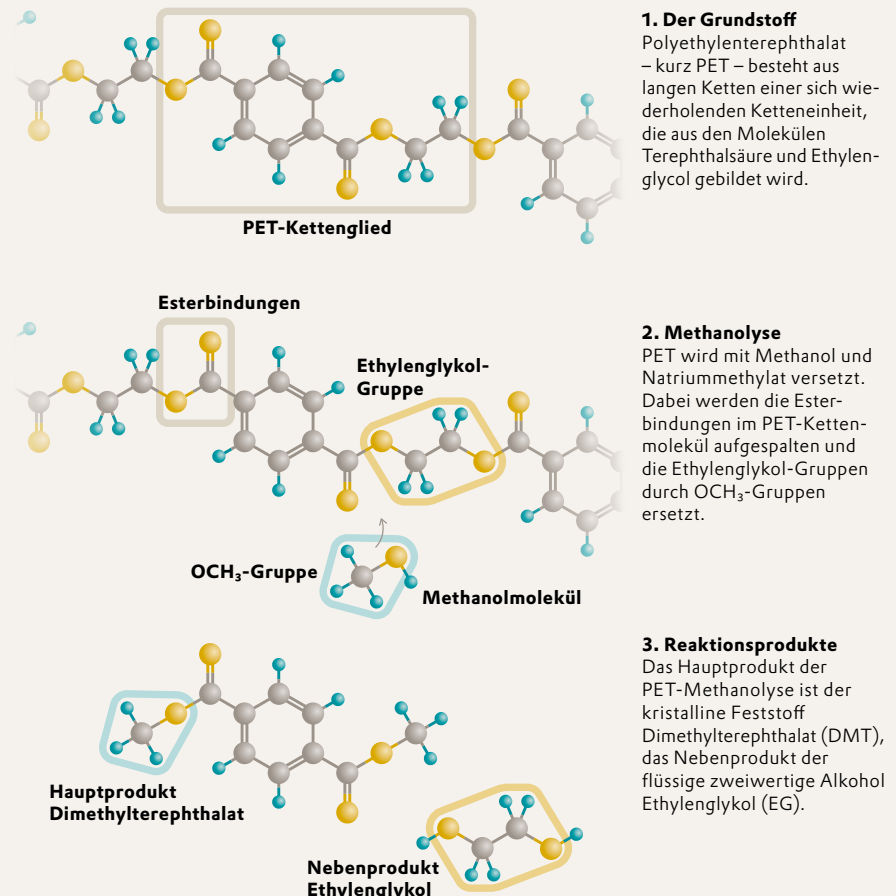 1. Der Grundstoff
Polyethylenterephthalat
– kurz PET – besteht aus
langen Ketten einer sich wie-
derholenden Ketteneinheit,
die aus den Molekülen
Terephthalsäure und Ethylen-
glycol gebildet wird.
PET-Kettenglied
Esterbindungen
Ethylenglykol-
Gruppe
OCH₃-Gruppe
Methanolmolekül
2. Methanolyse
PET wird mit Methanol und
Natriummethylat versetzt.
Dabei werden die Ester-
bindungen im PET-Ketten-
molekül aufgespalten und
die Ethylenglykol-Gruppen
durch OCH₃-Gruppen
ersetzt.
3. Reaktionsprodukte
Das Hauptprodukt der
PET-Methanolyse ist der
kristalline Feststoff
Dimethylterephthalat (DMT),
das Nebenprodukt der
flüssige zweiwertige Alkohol
Ethylenglykol (EG).
Hauptprodukt
Dimethylterephthalat
Nebenprodukt
Ethylenglykol